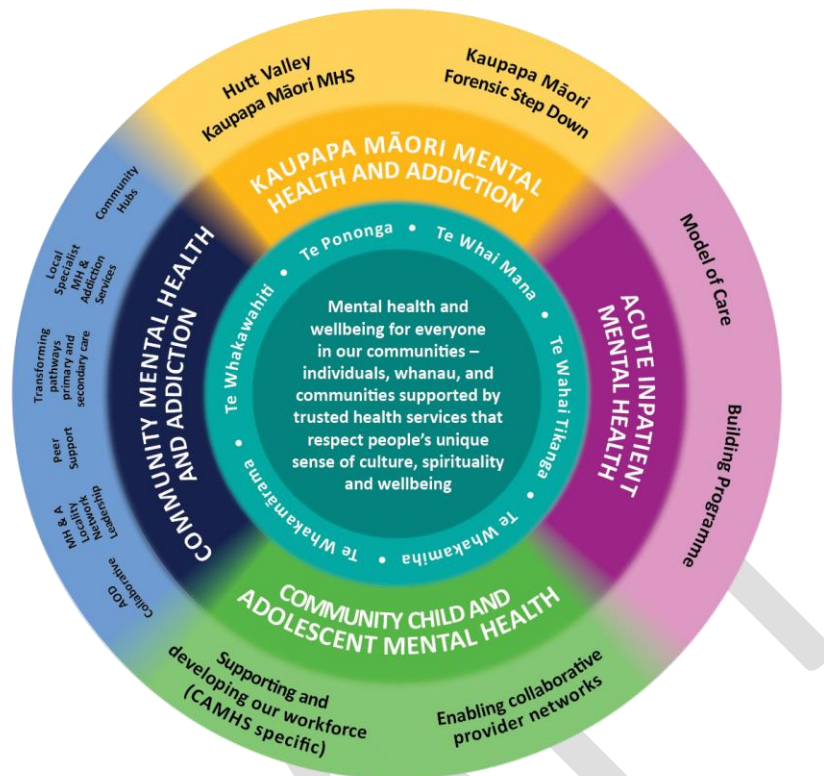 Hutt Valley
Kaupapa Māori MHS
Kaupapa Māori
Forensic Step Down
KAUPAPA MĀORI MENTAL
HEALTH AND ADDICTION
Model of Care
Building Programme
ACUTE INPATIENT
MENTAL HEALTH
COMMUNITY CHILD AND
ADOLESCENT MENTAL HEALTH
Enabling collaborative
provider networks
Supporting and
developing our workforce
(CAMHS specific)
COMMUNITY MENTAL HEALTH
AND ADDICTION
Community
Hubs
Local
Specialist
MH &
Addiction
Services
Transforming
pathways
primary and
secondary care
Peer
Support
MH & A
Locality
Network
Leadership
AOD
Collaborative
Te Pononga • Te Whai Mana • Te Wahai Tikanga • Te Whakamiha • Te Whakamārama • Te Whakawahiti •
Mental health and
wellbeing for everyone
in our communities –
individuals, whanau, and
communities supported by
trusted health services that
respect people's unique
sense of culture, spirituality
and wellbeing